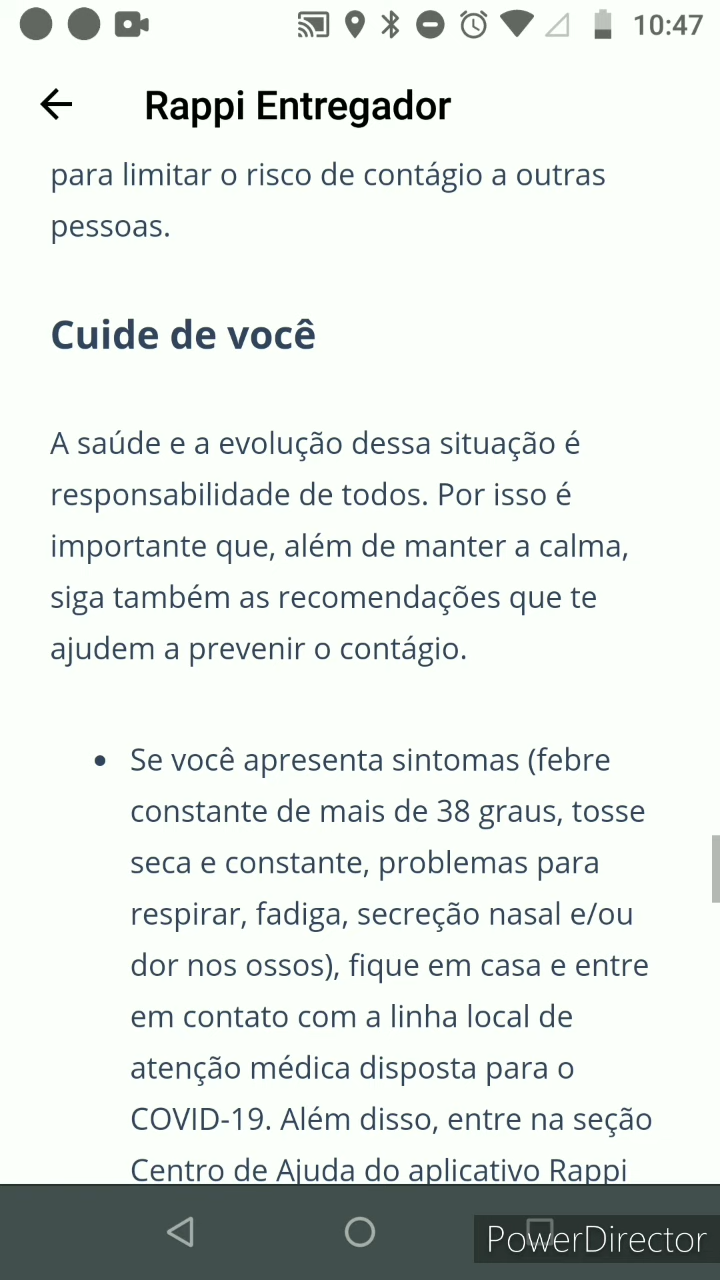 10:47
Rappi Entregador
para limitar o risco de contágio a outras
pessoas.
Cuide de você
A saúde e a evolução dessa situação é
responsabilidade de todos. Por isso é
importante que, além de manter a calma,
siga também as recomendações que te
ajudem a prevenir o contágio.
• Se você apresenta sintomas (febre
constante de mais de 38 graus, tosse
seca e constante, problemas para
respirar, fadiga, secreção nasal e/ou
dor nos ossos), fique em casa e entre
em contato com a linha local de
atenção médica disposta para o
COVID-19. Além disso, entre na seção
Centro de Ajuda do aplicativo Rappi
PowerDirector